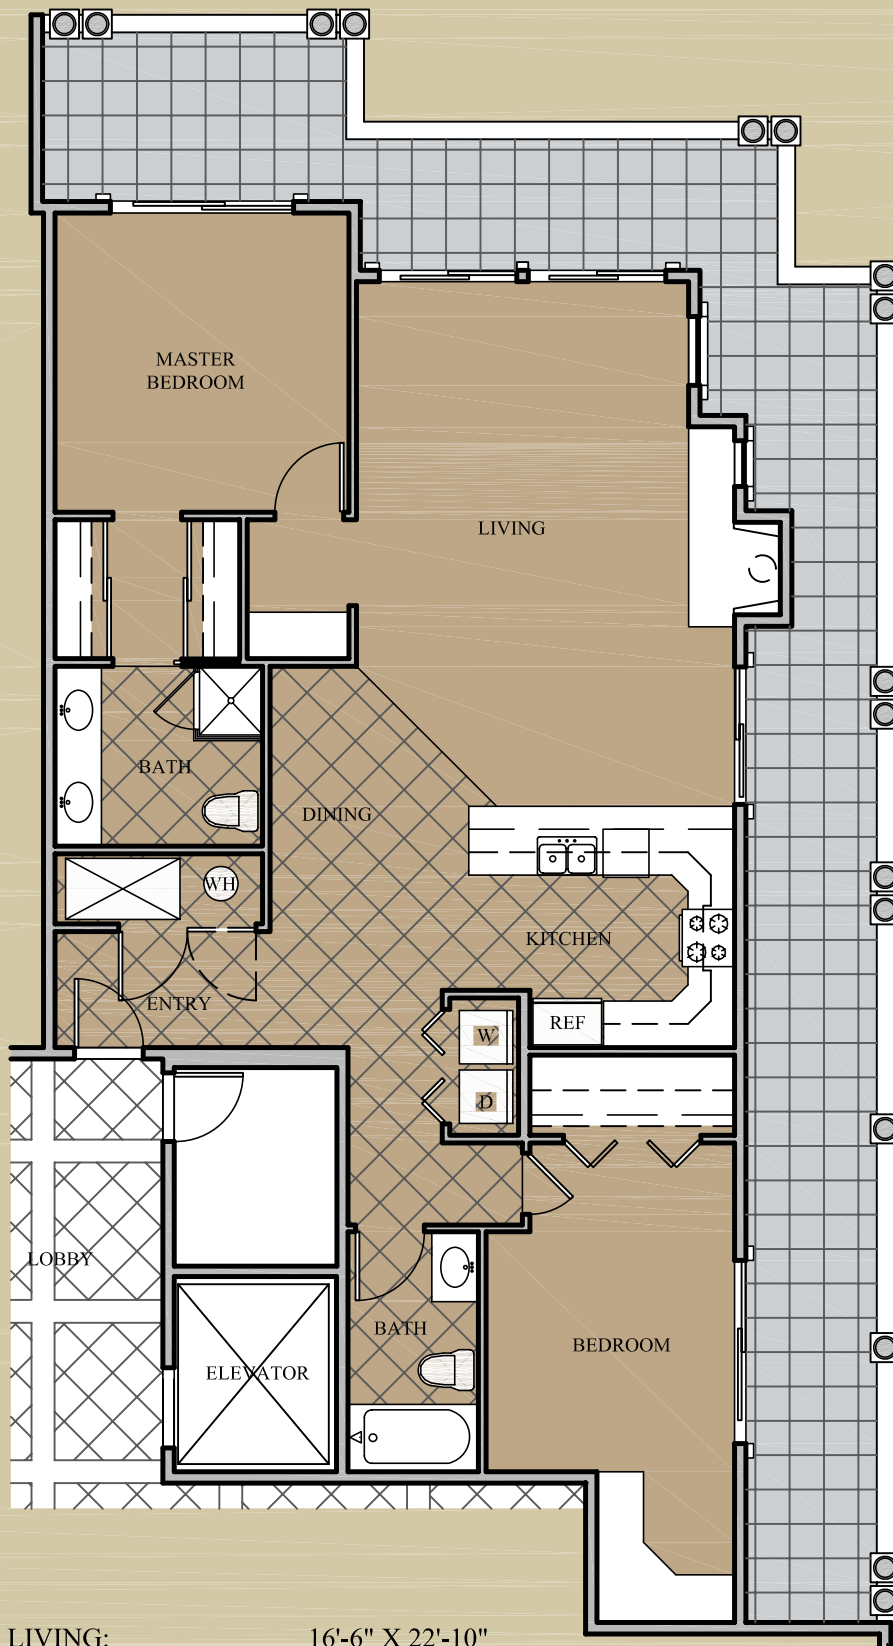 MASTER
BEDROOM
LIVING
BATH
DINING
WH
KITCHEN
ENTRY
REF
W
D
LOBBY
BATH
BEDROOM
ELEVATOR
LIVING: 16'-6" X 22'-10"